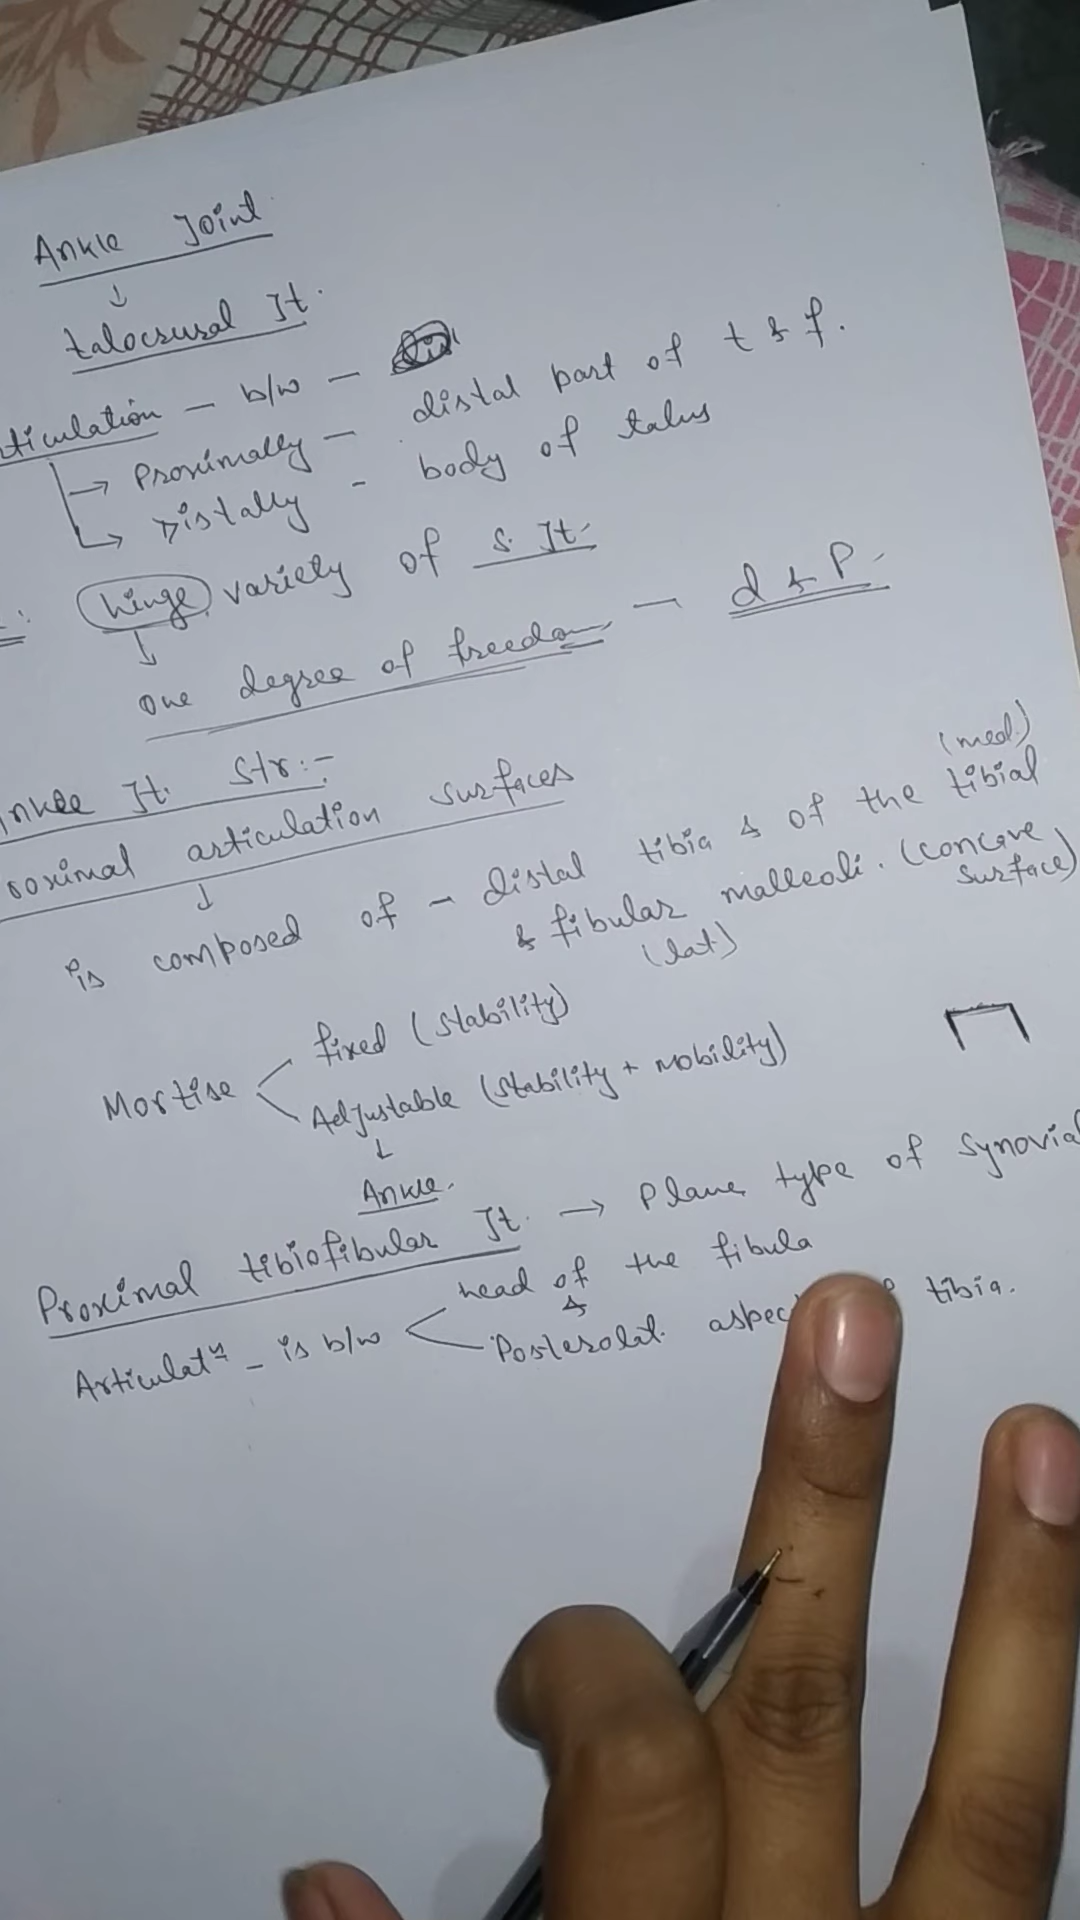 Ankle Joint
↓
talocrural Jt.
ticulation - b/w -
→ Proximally - distal part of t & f.
→ Distally - body of talus
: hinge variety of S. Jt.
↓
one degree of freedom - d & P.
nkle Jt. Str:-
roximal articulation surfaces
↓
(med)
is composed of - distal tibia & of the tibial
& fibular malleoli. (concave surface)
(lat)
Mortise < fixed (Stability)
Adjustable (Stability + Mobility)
↓
Ankle.
Proximal tibiofibular Jt. → Plane type of Synovial
Articulatn - is b/w < head of the fibula
&
Posterolat. aspec tibia.